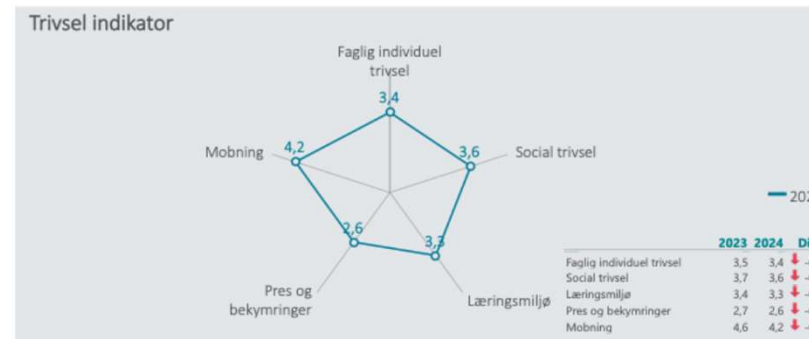 Trivsel indikator
Faglig individuel
trivsel
3,4
Mobning
4,2
3,6
Social trivsel
2,6
3,3
Pres og
bekymringer
Læringsmiljø
2023 2024
Faglig individuel trivsel 3,5 3,4
Social trivsel 3,7 3,6
Læringsmiljø 3,4 3,3
Pres og bekymringer 2,7 2,6
Mobning 4,6 4,2